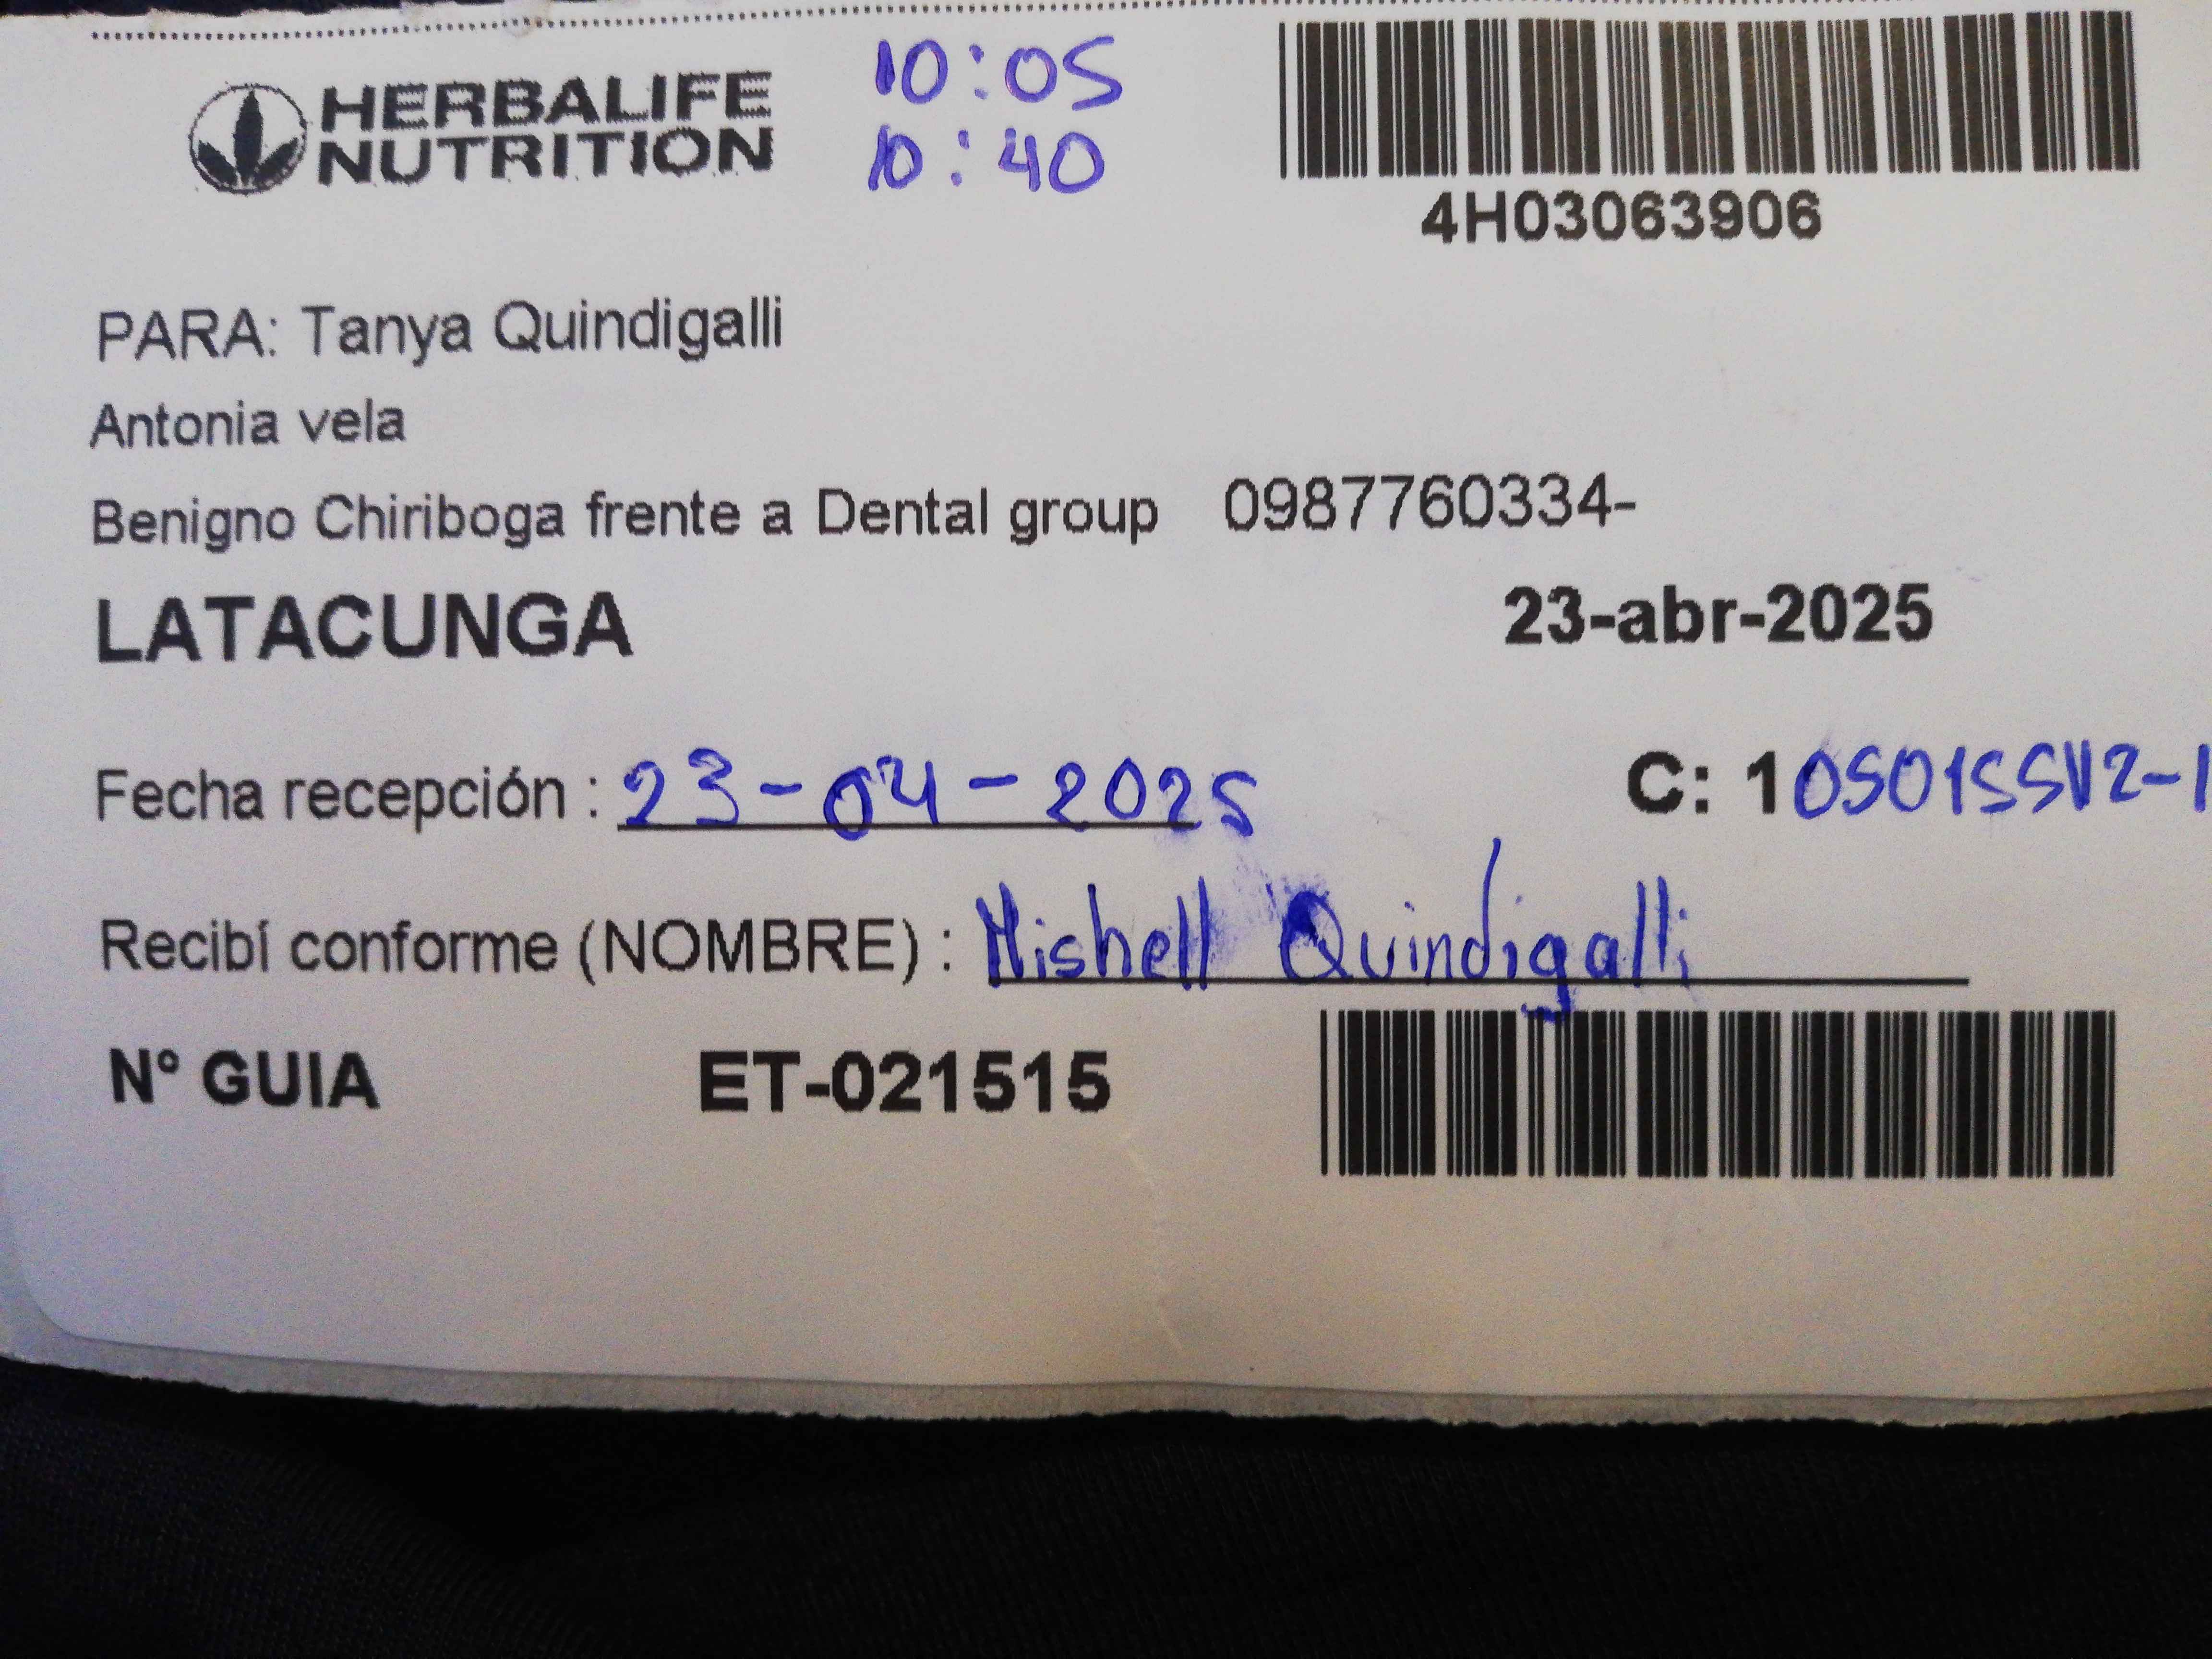 HERBALIFE
NUTRITION
10:05
10:40
4H03063906
PARA: Tanya Quindigalli
Antonia vela
Benigno Chiriboga frente a Dental group 0987760334-
LATACUNGA
23-abr-2025
Fecha recepción : 23-04-2025
C: 1
Recibí conforme (NOMBRE) : Mishell Quindigalli
N° GUIA ET-021515